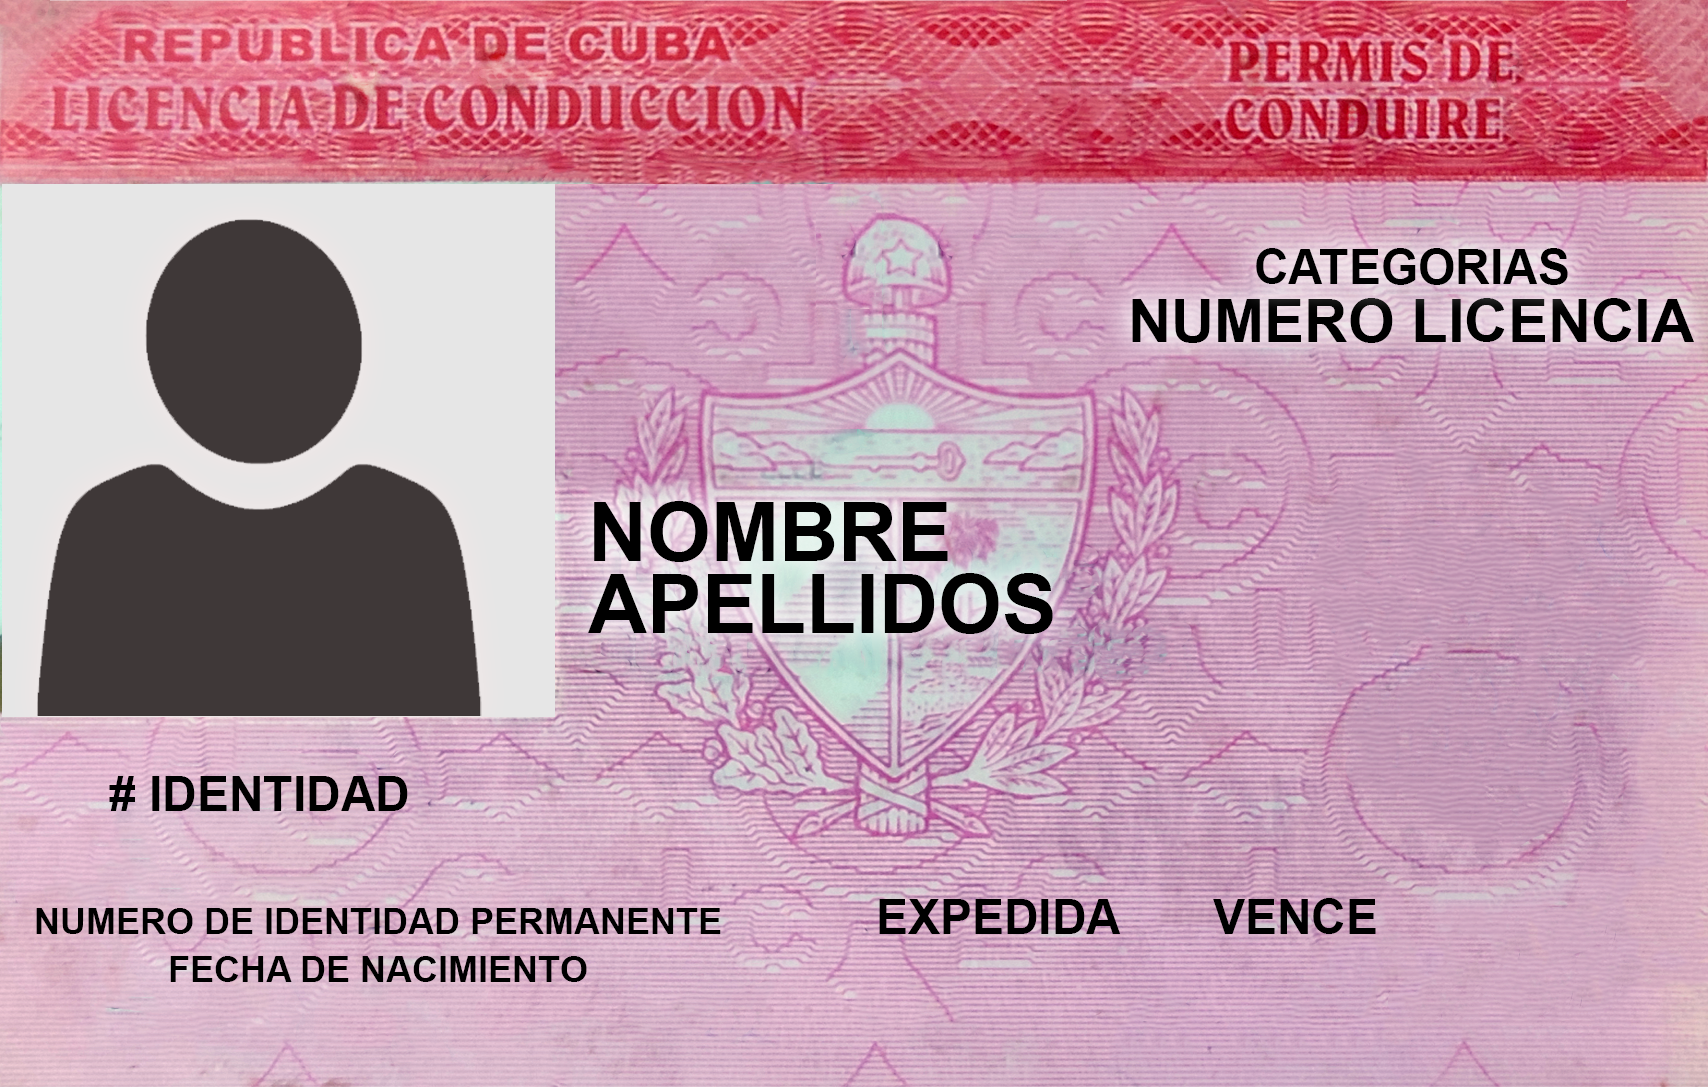 REPUBLICA DE CUBA
LICENCIA DE CONDUCCION
PERMIS DE
CONDUIRE
CATEGORIAS
NUMERO LICENCIA
NOMBRE
APELLIDOS
# IDENTIDAD
NUMERO DE IDENTIDAD PERMANENTE
FECHA DE NACIMIENTO
EXPEDIDA VENCE